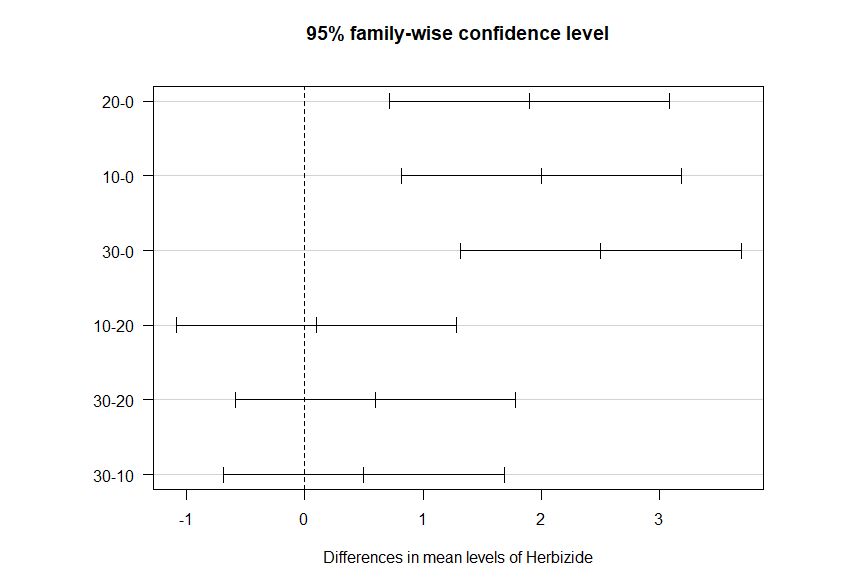 95% family-wise confidence level
20-0
10-0
30-0
10-20
30-20
30-10
-1 0 1 2 3
Differences in mean levels of Herbizide